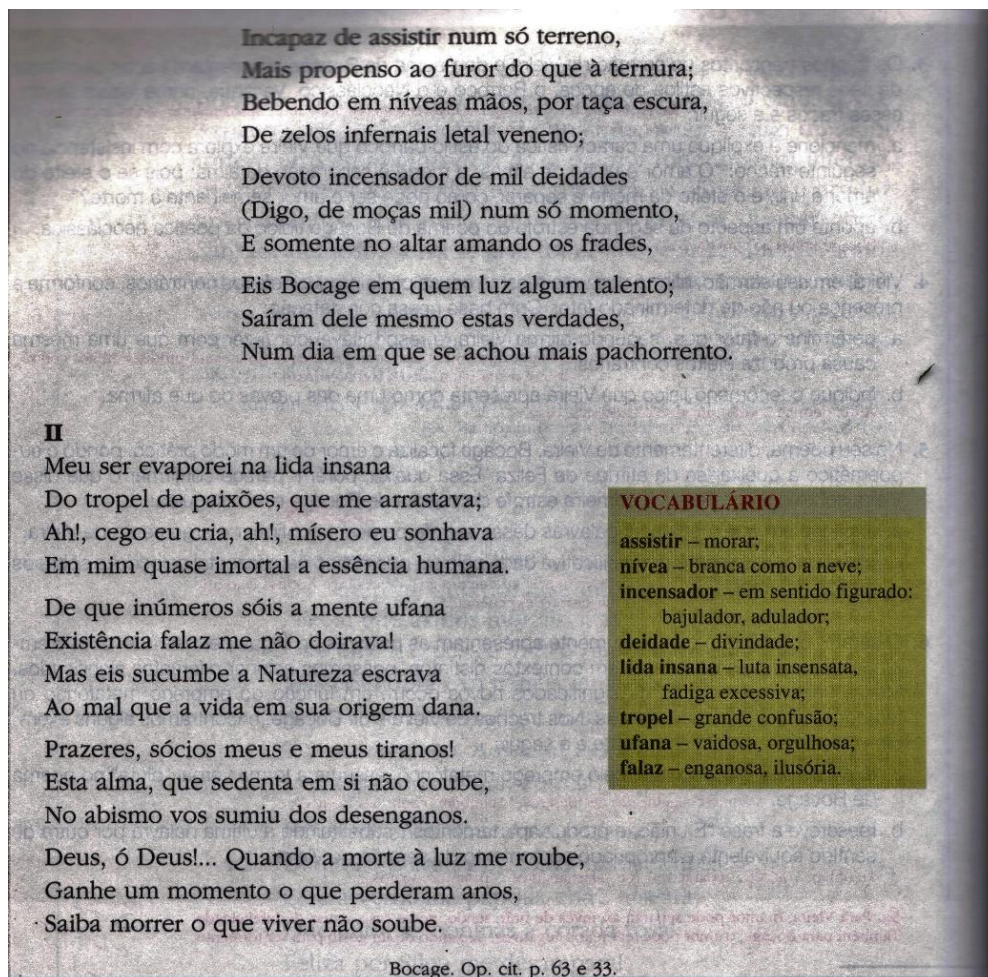 Incapaz de assistir num só terreno,
Mais propenso ao furor do que à ternura;
Bebendo em níveas mãos, por taça escura,
De zelos infernais letal veneno;
Devoto incensador de mil deidades
(Digo, de moças mil) num só momento,
E somente no altar amando os frades,
Eis Bocage em quem luz algum talento;
Saíram dele mesmo estas verdades,
Num dia em que se achou mais pachorrento.
II
Meu ser evaporei na lida insana
Do tropel de paixões, que me arrastava;
Ah!, cego eu cria, ah!, mísero eu sonhava
Em mim quase imortal a essência humana.
De que inúmeros sóis a mente ufana
Existência falaz me não doirava!
Mas eis sucumbe a Natureza escrava
Ao mal que a vida em sua origem dana.
Prazeres, sócios meus e meus tiranos!
Esta alma, que sedenta em si não coube,
No abismo vos sumiu dos desenganos.
Deus, ó Deus!... Quando a morte à luz me roube,
Ganhe um momento o que perderam anos,
Saiba morrer o que viver não soube.
Bocage. Op. cit. p. 63 e 33.
VOCABULÁRIO
assistir – morar;
nívea – branca como a neve;
incensador – em sentido figurado:
bajulador, adulador;
deidade – divindade;
lida insana – luta insensata,
fadiga excessiva;
tropel – grande confusão;
ufana – vaidosa, orgulhosa;
falaz – enganosa, ilusória.